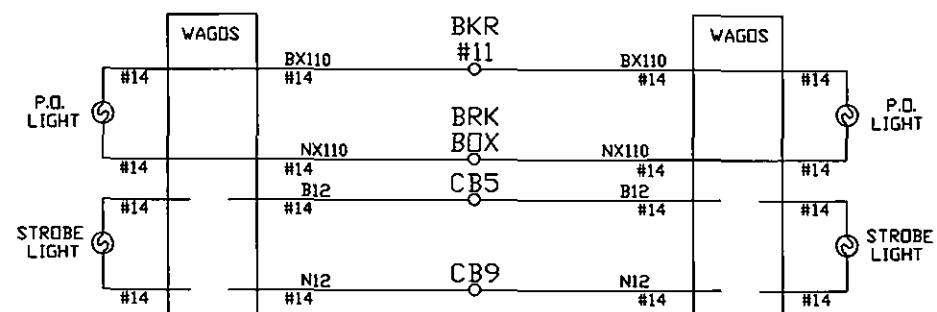 WAGOS
BKR
#11
WAGOS
BX110
BX110
#14
#14
#14
#14
P.O.
LIGHT
P.O.
LIGHT
BRK
BOX
NX110
NX110
#14
#14
#14
#14
CB5
B12
B12
#14
#14
#14
#14
STROBE
LIGHT
STROBE
LIGHT
CB9
N12
N12
#14
#14
#14
#14